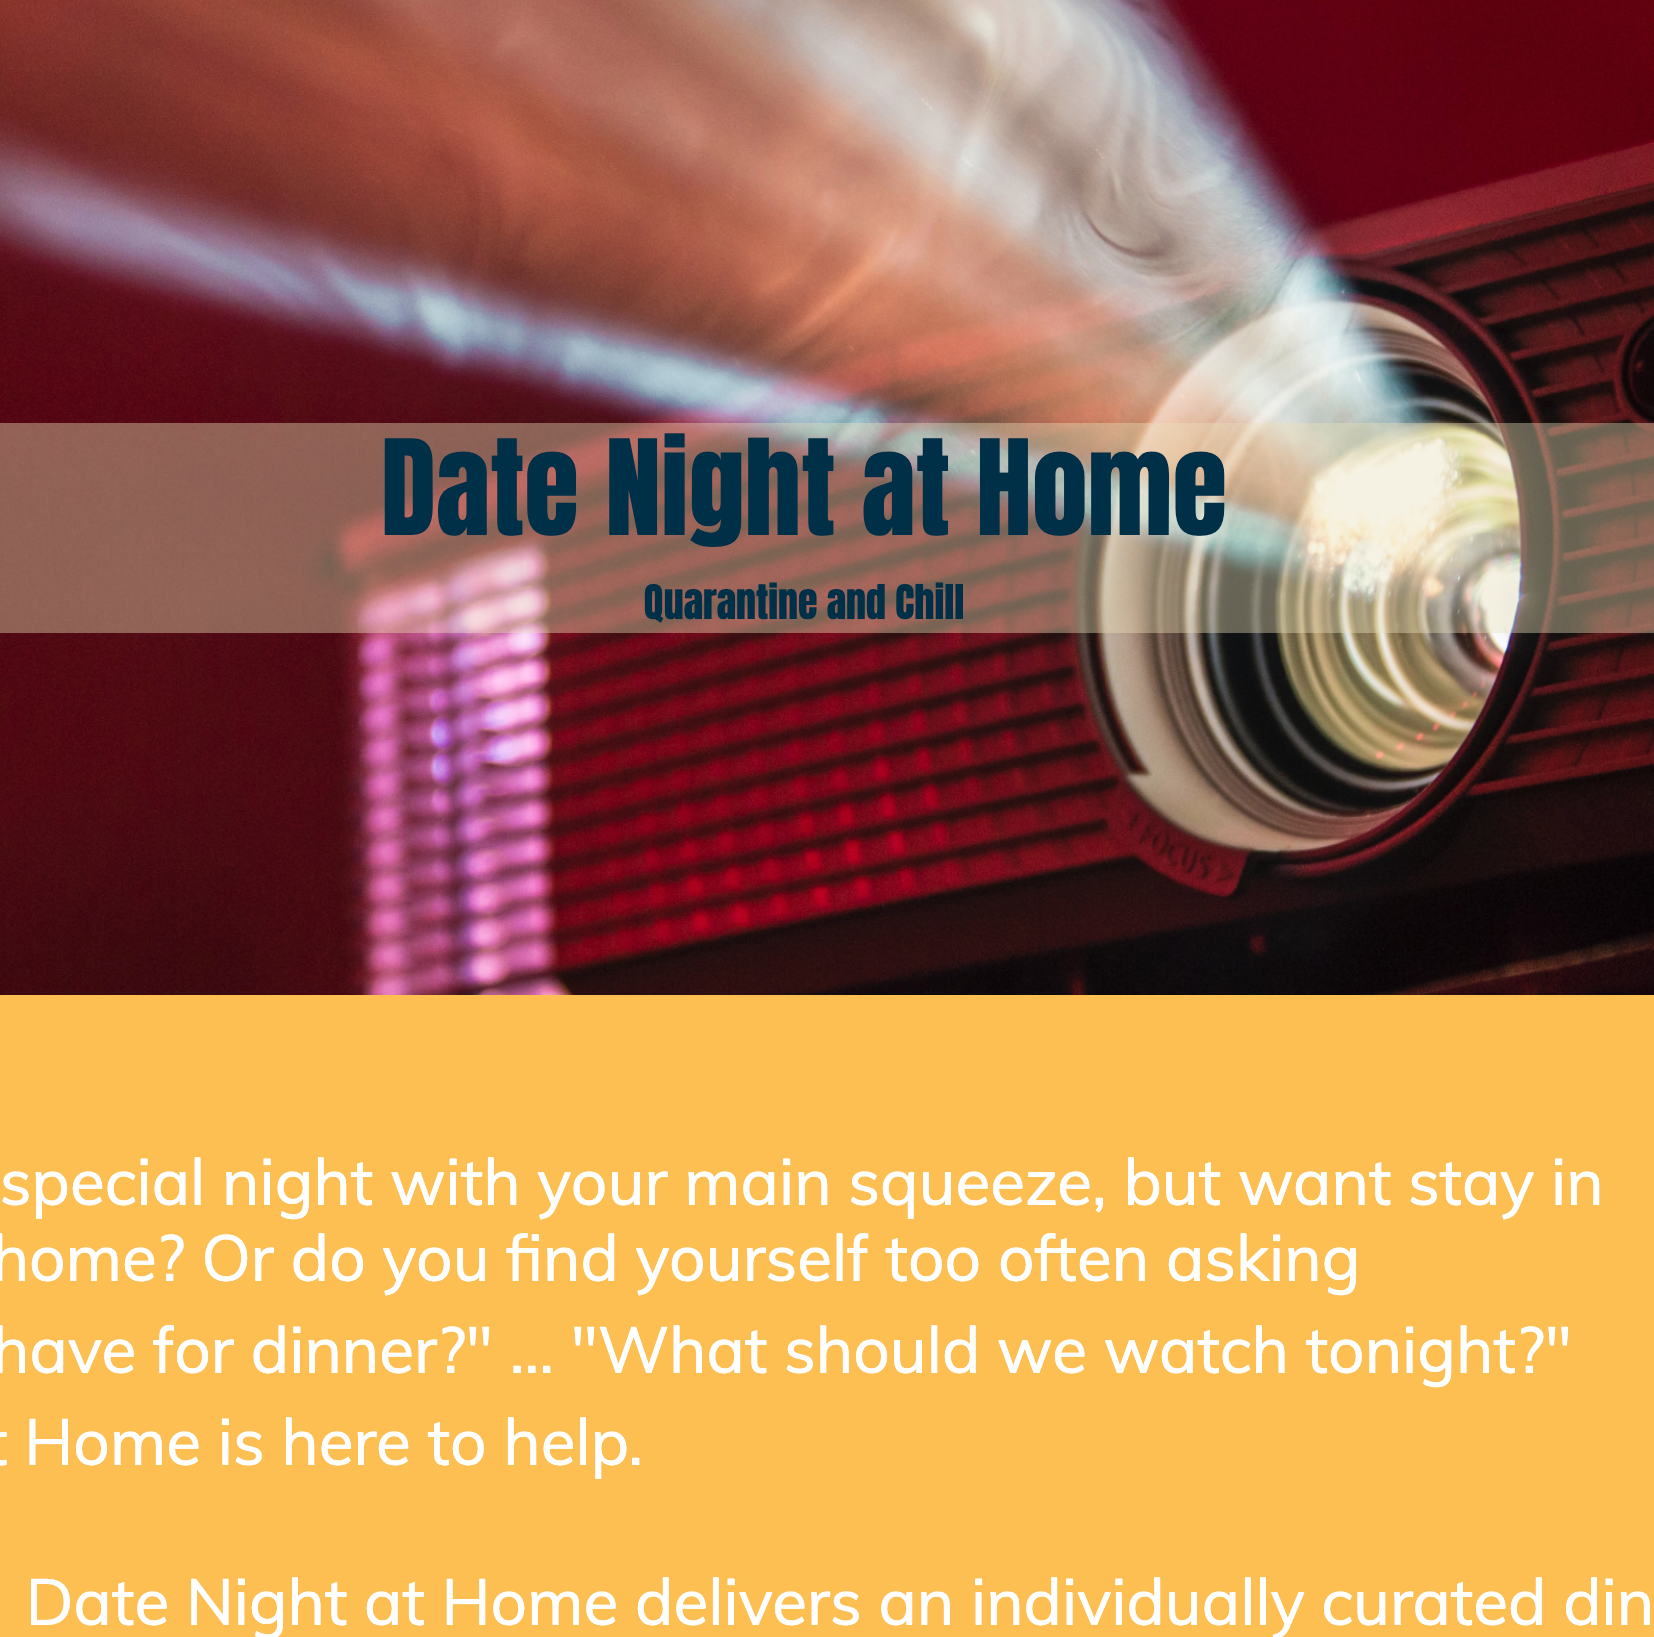 Date Night at Home
Quarantine and Chill
< FOCUS >
special night with your main squeeze, but want stay in
home? Or do you find yourself too often asking
have for dinner?" ... "What should we watch tonight?"
t Home is here to help.
Date Night at Home delivers an individually curated din